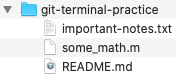 git-terminal-practice
important-notes.txt
some_math.m
README.md